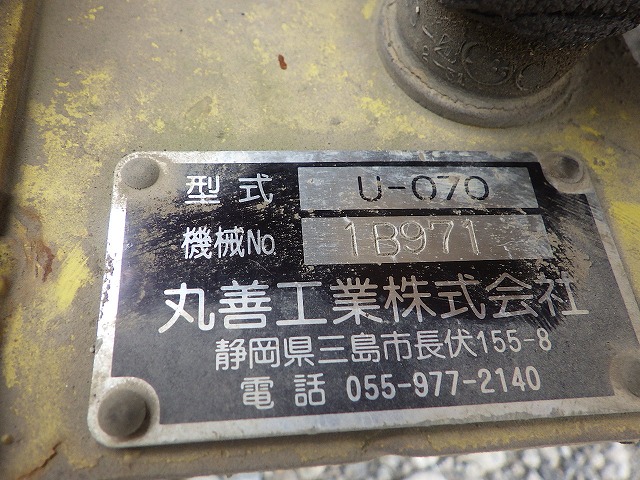 型式 U-070
機械No. 1B971
丸善工業株式会社
静岡県三島市長伏155-8
電話 055-977-2140